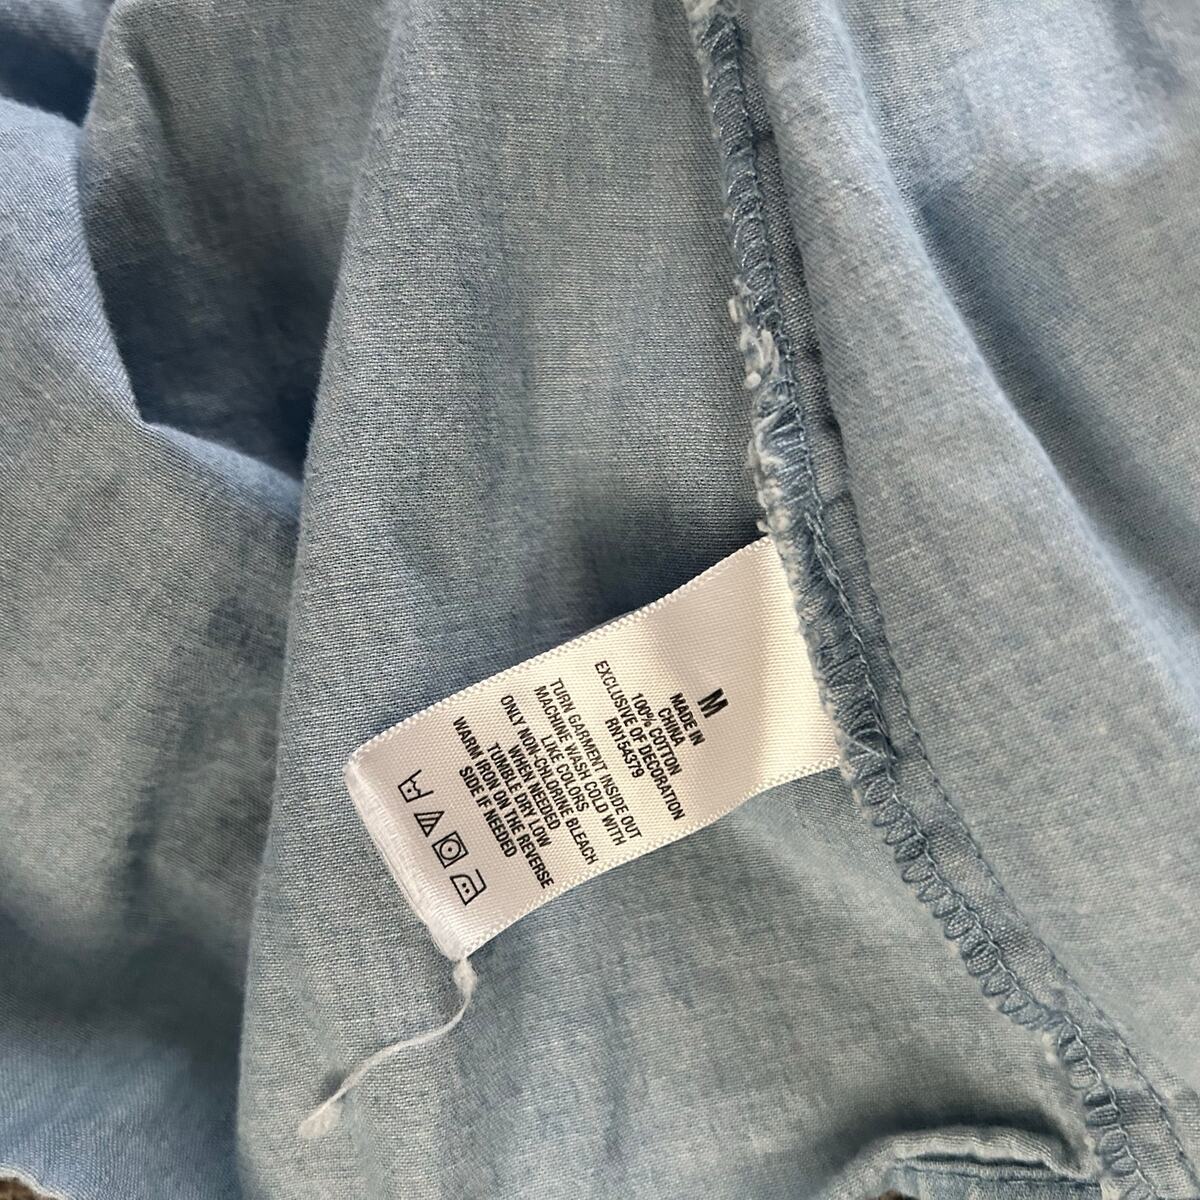 M
MADE IN
CHINA
100% COTTON
EXCLUSIVE OF DECORATION
RN154379
TURN GARMENT INSIDE OUT
MACHINE WASH COLD WITH
LIKE COLORS
ONLY NON-CHLORINE BLEACH
WHEN NEEDED
TUMBLE DRY LOW
WARM IRON ON THE REVERSE
SIDE IF NEEDED